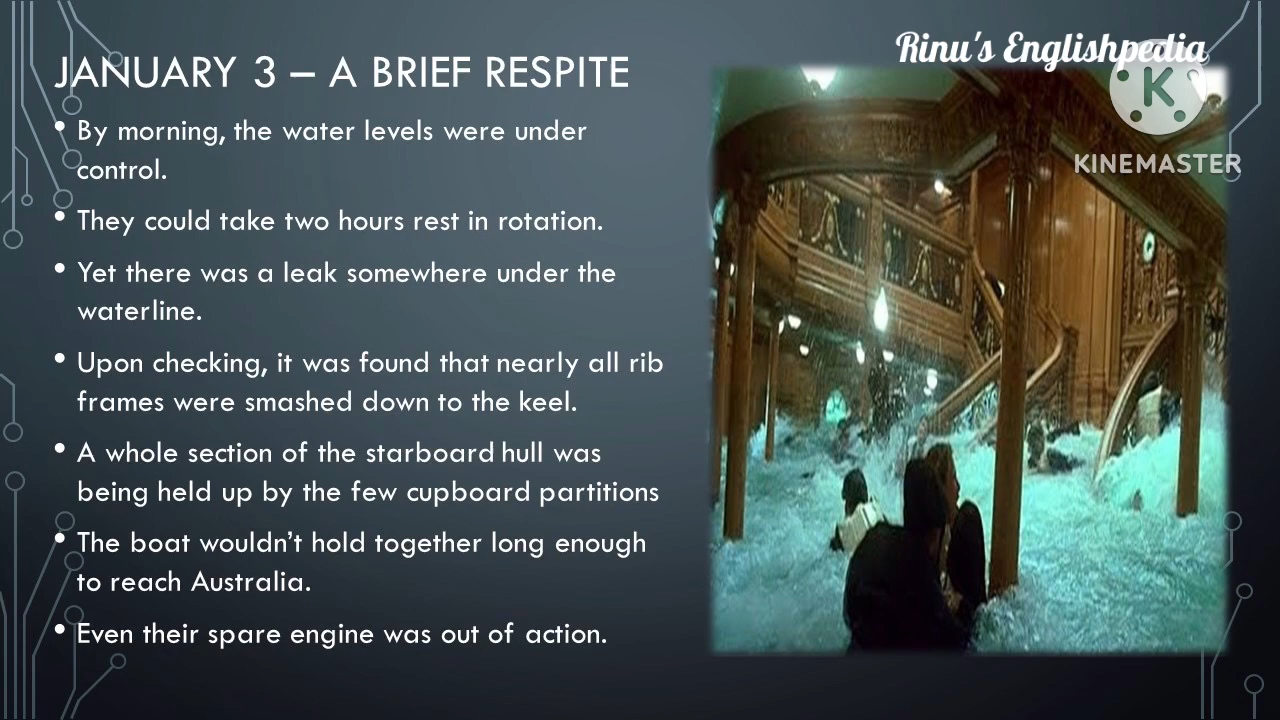 Rinu's Englishpedia
K
KINEMASTER
JANUARY 3 – A BRIEF RESPITE
• By morning, the water levels were under
control.
• They could take two hours rest in rotation.
• Yet there was a leak somewhere under the
waterline.
• Upon checking, it was found that nearly all rib
frames were smashed down to the keel.
• A whole section of the starboard hull was
being held up by the few cupboard partitions
• The boat wouldn’t hold together long enough
to reach Australia.
• Even their spare engine was out of action.